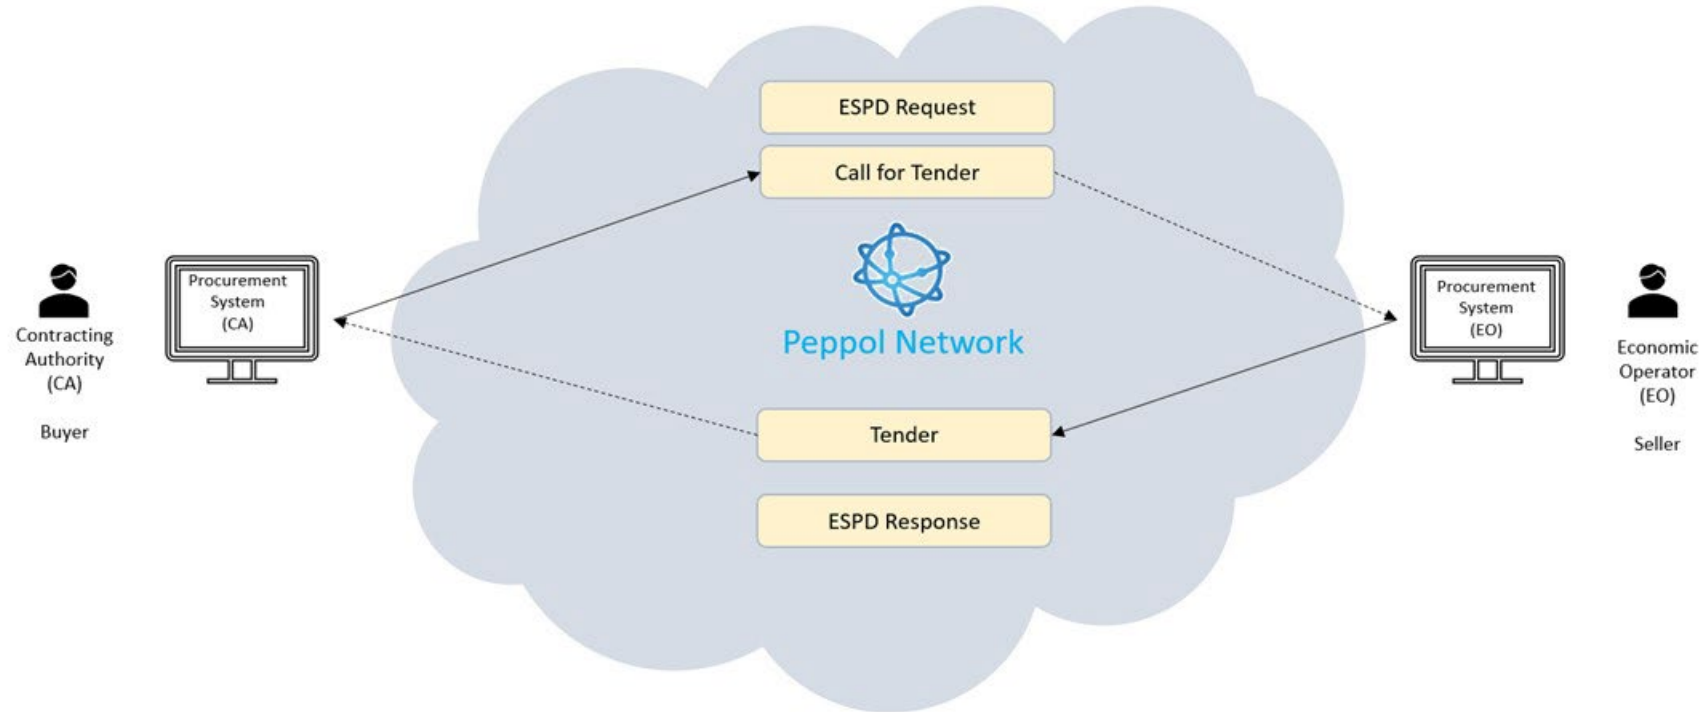 ESPD Request
Call for Tender
Procurement
System
(CA)
Contracting
Authority
(CA)
Buyer
Peppol Network
Procurement
System
(EO)
Economic
Operator
(EO)
Seller
Tender
ESPD Response